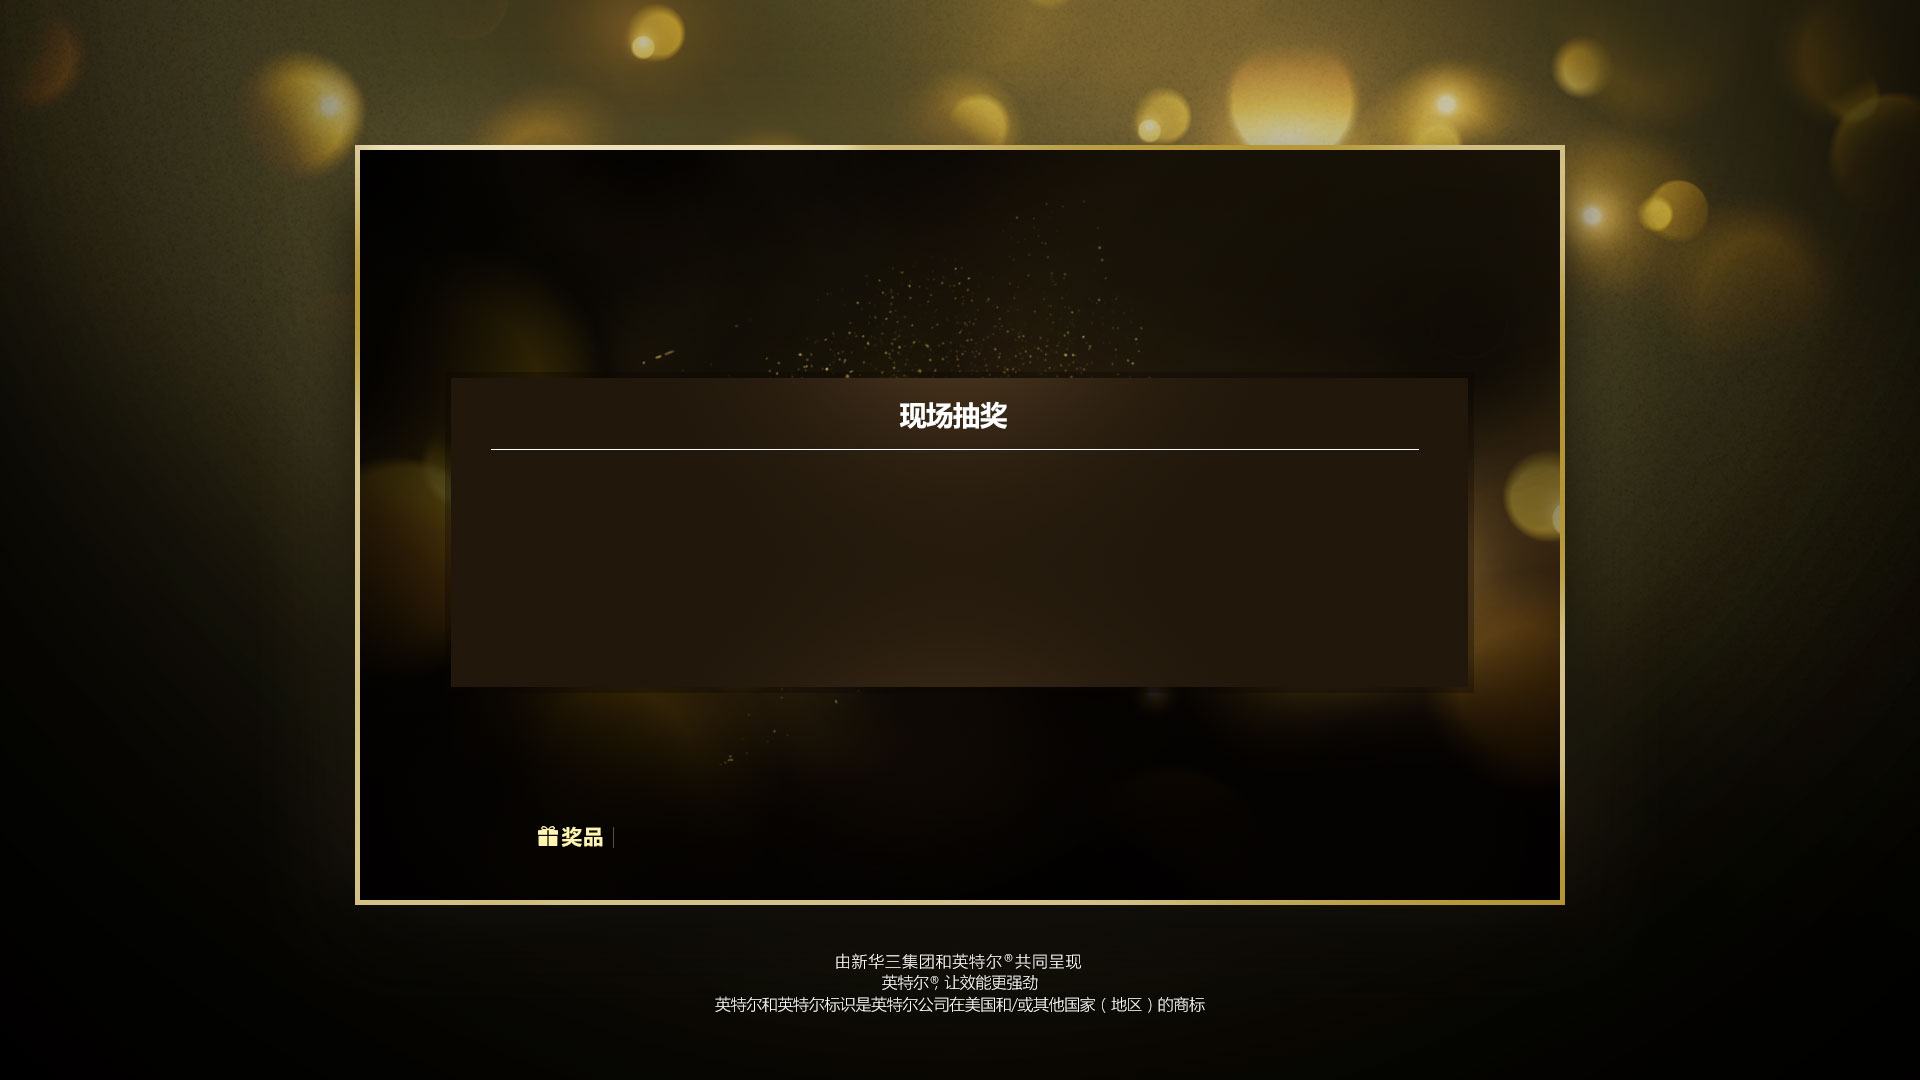 现场抽奖
奖品
由新华三集团和英特尔®共同呈现
英特尔®, 让效能更强劲
英特尔和英特尔标识是英特尔公司在美国和/或其他国家（地区）的商标